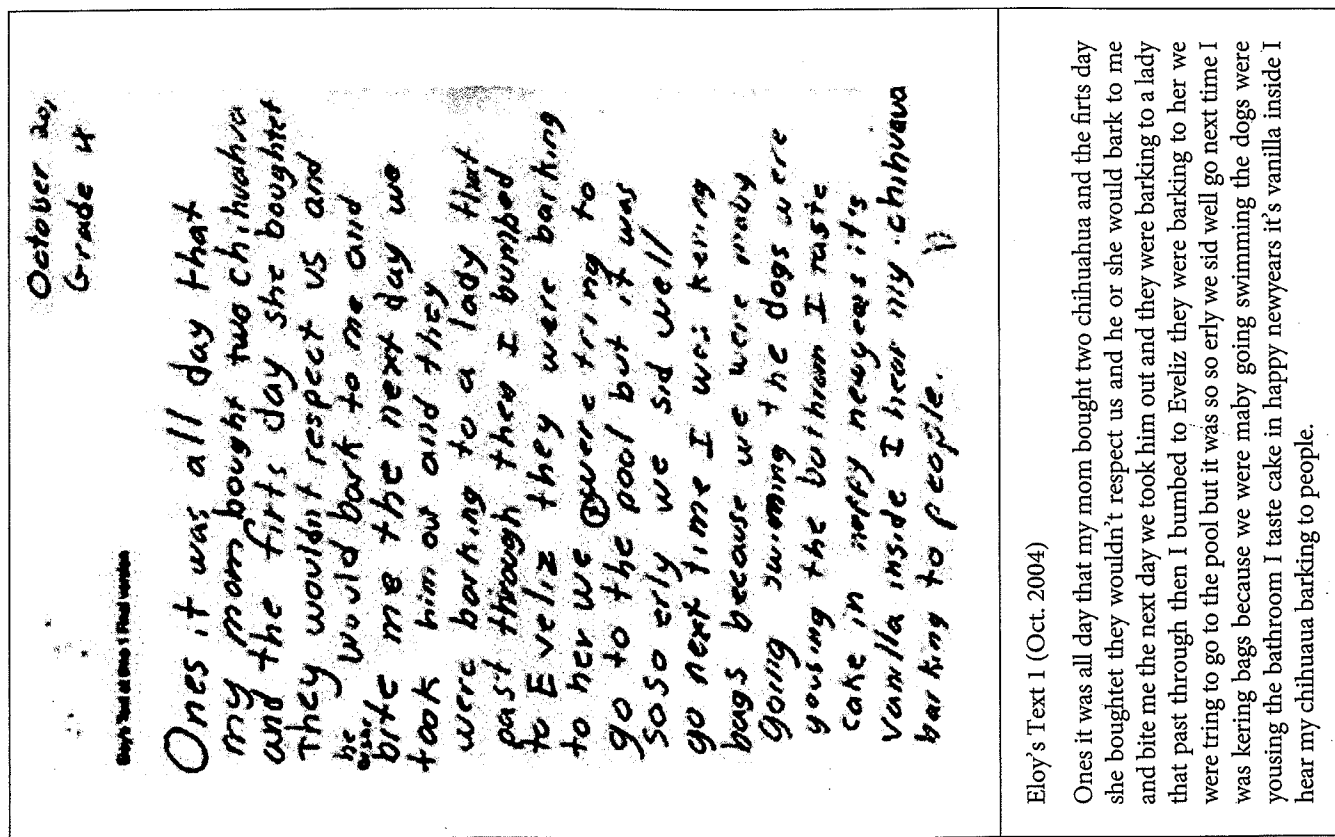 October 20,
Grade 4
Eloy's Text at Time 1 Final version
Ones it was all day that
my mom bought two chihuahua
and the firts day she boughtet
They wouldnt respect us and
he would bark to me and
or she
bite me the next day we
took him out and they
were barking to a lady that
past through then I bumbed
to Eveliz they were barking
to her we were tring to
go to the pool but it was
so so erly we sid well
go next time I was kering
bags because we were maby
going swiming the dogs were
yousing the bathrom I taste
cake in happy newyears it's
vanilla inside I hear my chihuaua
barking to people.
Eloy's Text 1 (Oct. 2004)
Ones it was all day that my mom bought two chihuahua and the firts day
she boughtet they wouldn't respect us and he or she would bark to me
and bite me the next day we took him out and they were barking to a lady
that past through then I bumbed to Eveliz they were barking to her we
were tring to go to the pool but it was so so erly we sid well go next time I
was kering bags because we were maby going swimming the dogs were
yousing the bathroom I taste cake in happy newyears it's vanilla inside I
hear my chihuaua barking to people.